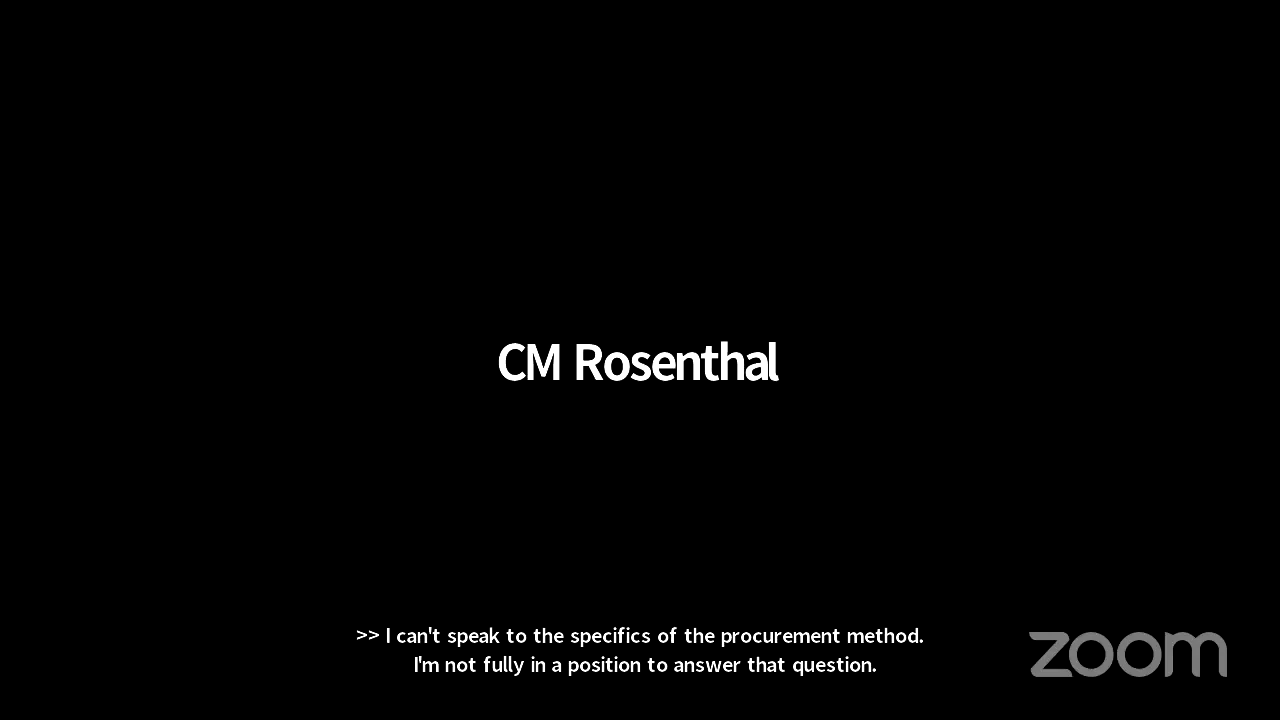 CM Rosenthal
>> I can't speak to the specifics of the procurement method.
I'm not fully in a position to answer that question.
zoom